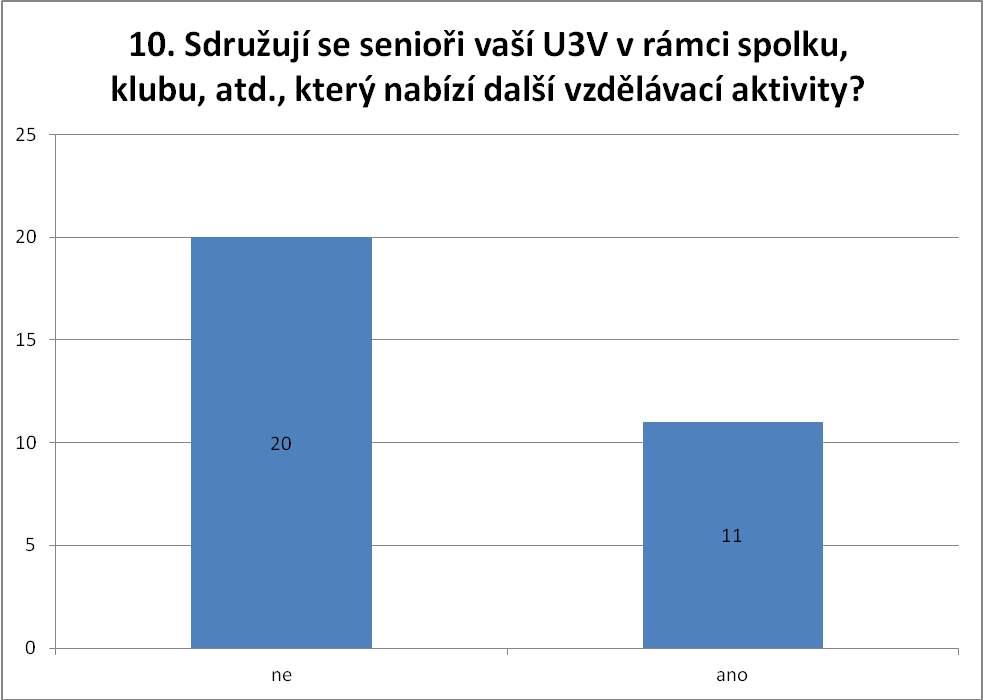 10. Sdružují se senioři vaší U3V v rámci spolku,
klubu, atd., který nabízí další vzdělávací aktivity?
25
20
15
10
5
0
20
11
ne
ano